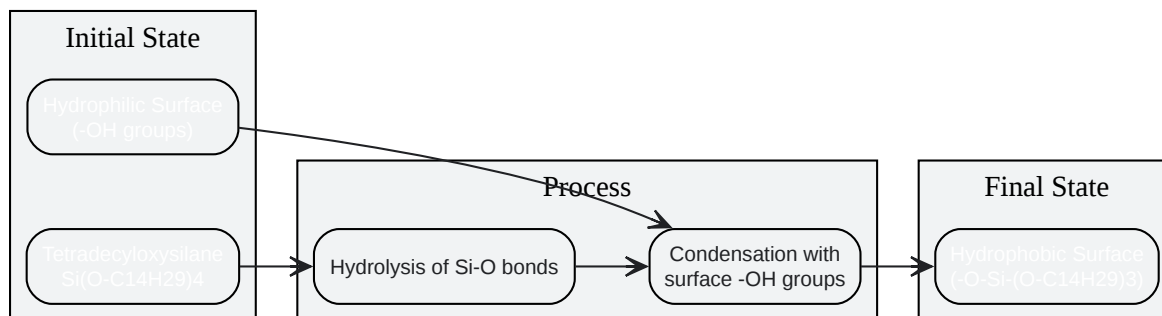 Initial State
Hydrophilic Surface
(-OH groups)
Tetradecyloxysilane
Si(O-C14H29)4
Process
Hydrolysis of Si-O bonds
Condensation with
surface -OH groups
Final State
Hydrophobic Surface
(-O-Si-(O-C14H29)3)